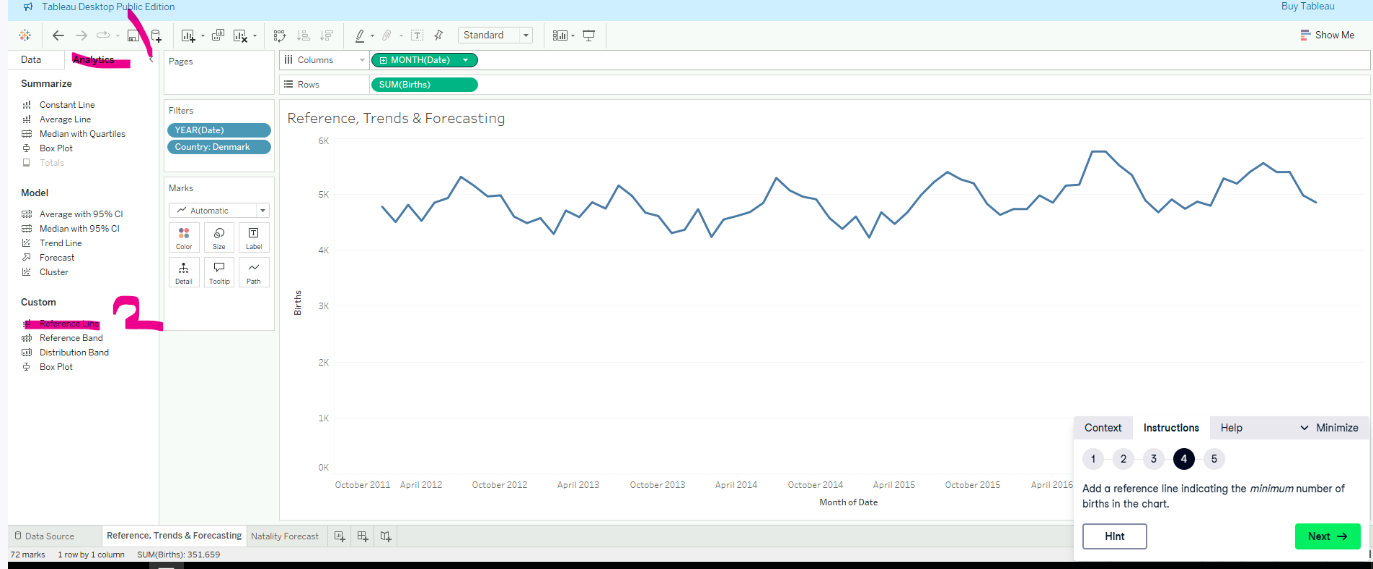 Tableau Desktop Public Edition
Buy Tableau
Standard
Show Me
Data
Analytics
Summarize
Constant Line
Average Line
Median with Quartiles
Box Plot
Totals
Model
Average with 95% CI
Median with 95% CI
Trend Line
Forecast
Cluster
Custom
Reference Line
Reference Band
Distribution Band
Box Plot
1
2
Pages
Filters
YEAR(Date)
Country: Denmark
Marks
Automatic
Color Size Label
Detail Tooltip Path
Columns MONTH(Date)
Rows SUM(Births)
Reference, Trends & Forecasting
6K
5K
4K
3K
2K
1K
0K
Births
October 2011 April 2012 October 2012 April 2013 October 2013 April 2014 October 2014 April 2015 October 2015 April 2016
Month of Date
Context Instructions Help Minimize
1 2 3 4 5
Add a reference line indicating the minimum number of
births in the chart.
Hint Next →
Data Source Reference, Trends & Forecasting Natality Forecast
72 marks 1 row by 1 column SUM(Births): 351,659